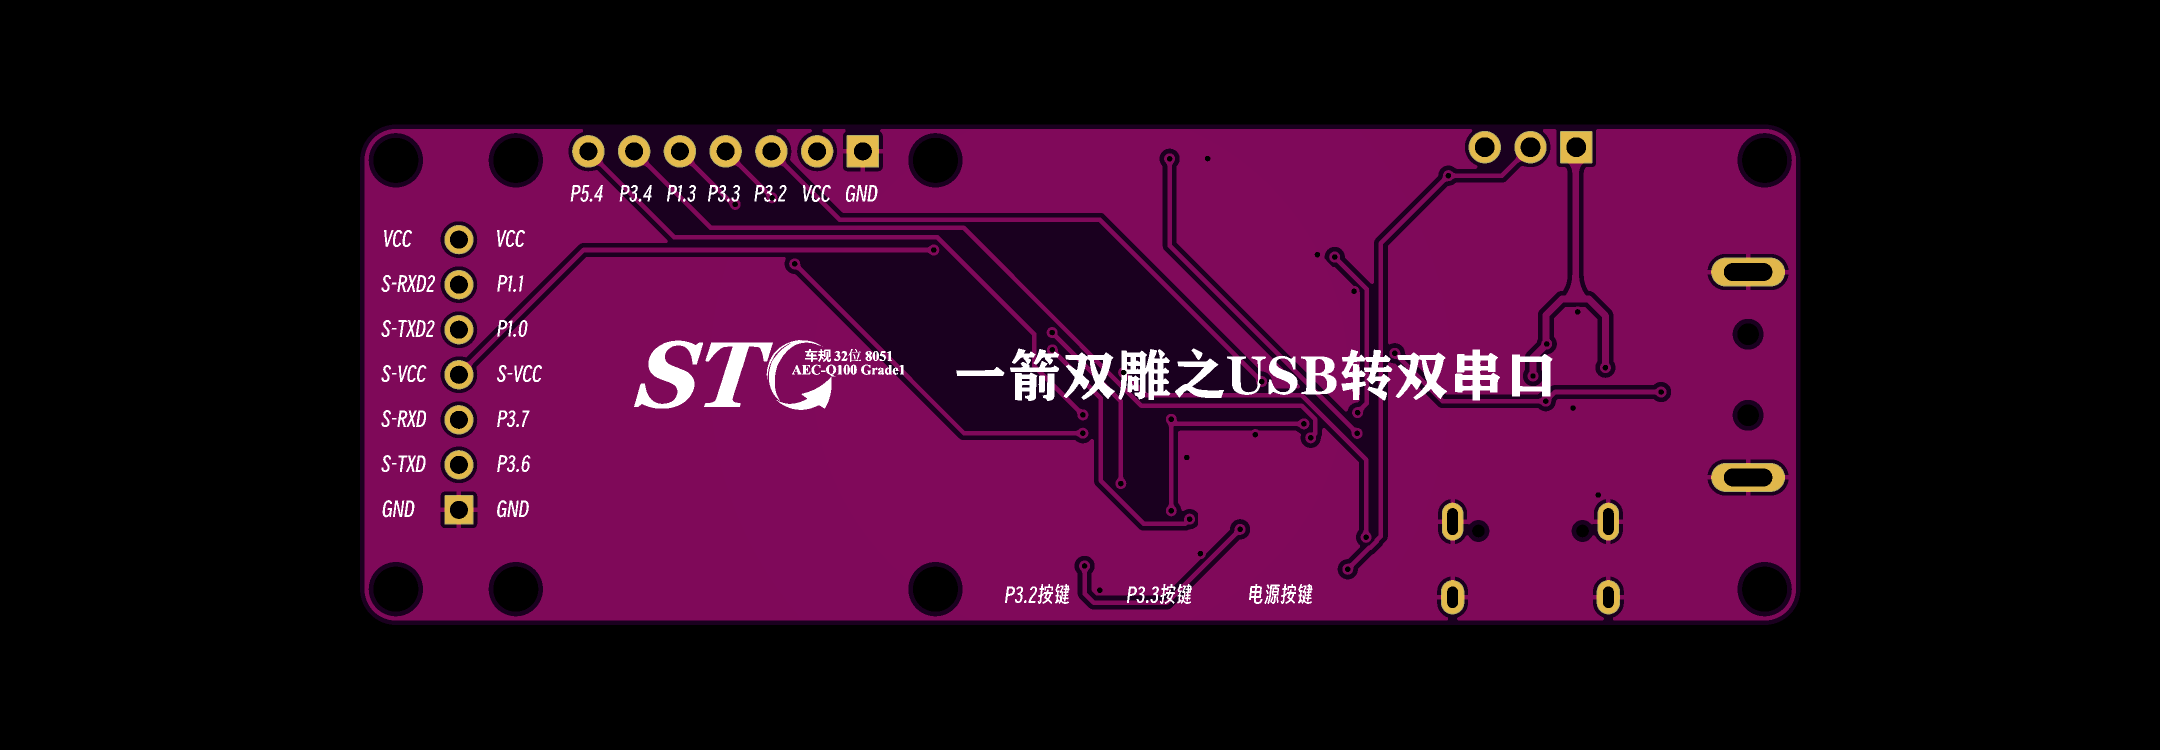 P5.4 P3.4 P1.3 P3.3 P3.2 VCC GND
VCC VCC
S-RXD2 P1.1
S-TXD2 P1.0
S-VCC S-VCC
S-RXD P3.7
S-TXD P3.6
GND GND
STC
车规 32位 8051
AEC-Q100 Grade1
一箭双雕之USB转双串口
P3.2按键 P3.3按键 电源按键